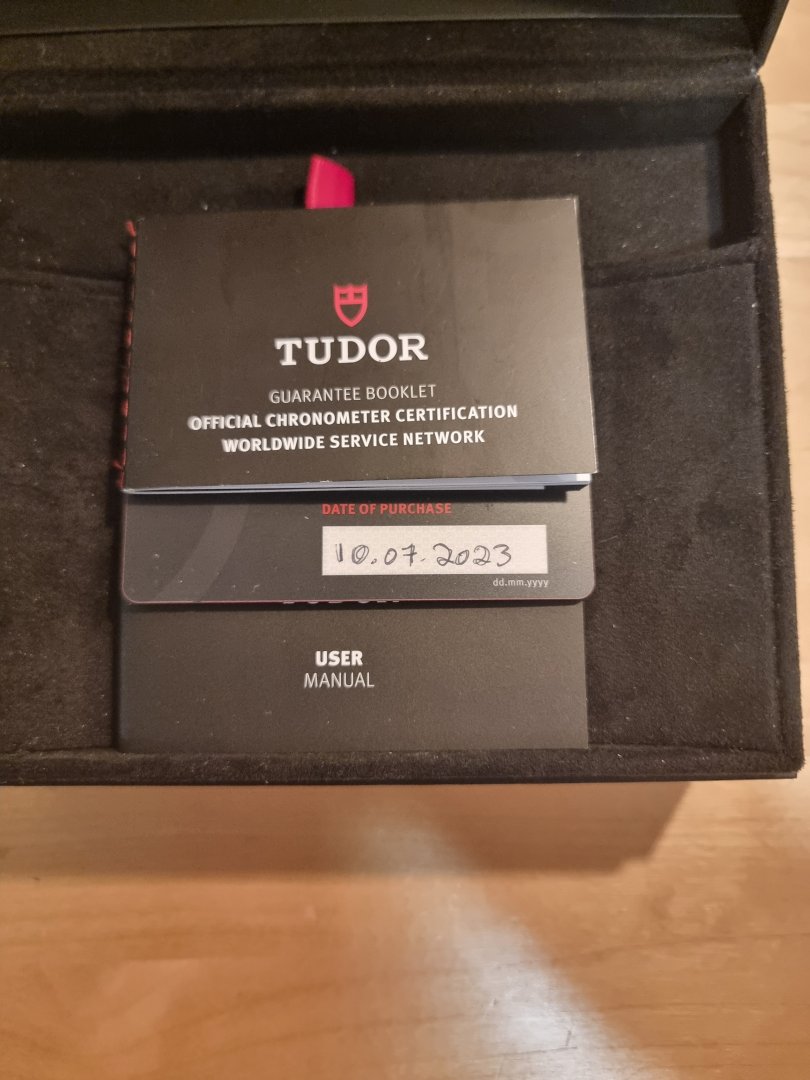 TUDOR
GUARANTEE BOOKLET
OFFICIAL CHRONOMETER CERTIFICATION
WORLDWIDE SERVICE NETWORK
DATE OF PURCHASE
10.07.2023
dd.mm.yyyy
USER
MANUAL